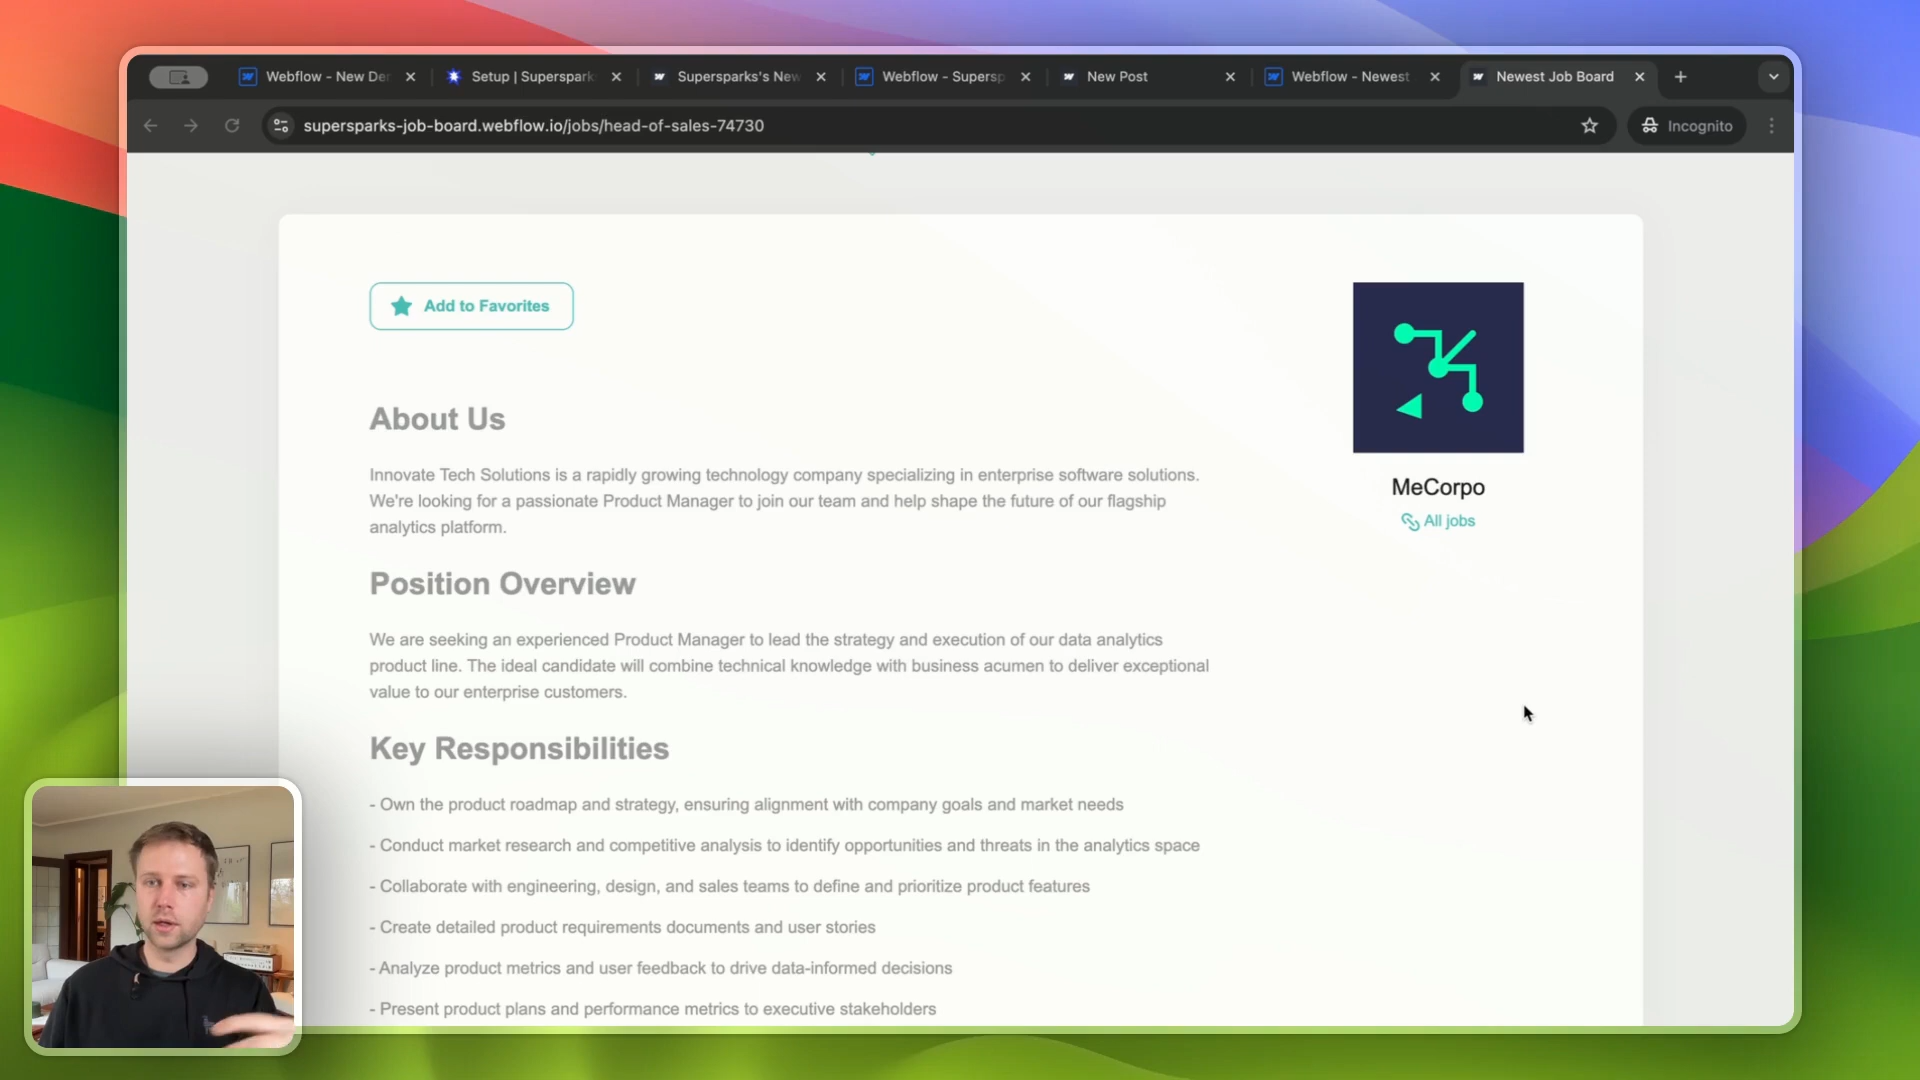 Webflow - New Der
Setup | Superspark
Supersparks's New
Webflow - Supersp
New Post
Webflow - Newest
Newest Job Board
supersparks-job-board.webflow.io/jobs/head-of-sales-74730
Incognito
Add to Favorites
MeCorpo
All jobs
About Us
Innovate Tech Solutions is a rapidly growing technology company specializing in enterprise software solutions.
We're looking for a passionate Product Manager to join our team and help shape the future of our flagship
analytics platform.
Position Overview
We are seeking an experienced Product Manager to lead the strategy and execution of our data analytics
product line. The ideal candidate will combine technical knowledge with business acumen to deliver exceptional
value to our enterprise customers.
Key Responsibilities
- Own the product roadmap and strategy, ensuring alignment with company goals and market needs
- Conduct market research and competitive analysis to identify opportunities and threats in the analytics space
- Collaborate with engineering, design, and sales teams to define and prioritize product features
- Create detailed product requirements documents and user stories
- Analyze product metrics and user feedback to drive data-informed decisions
- Present product plans and performance metrics to executive stakeholders